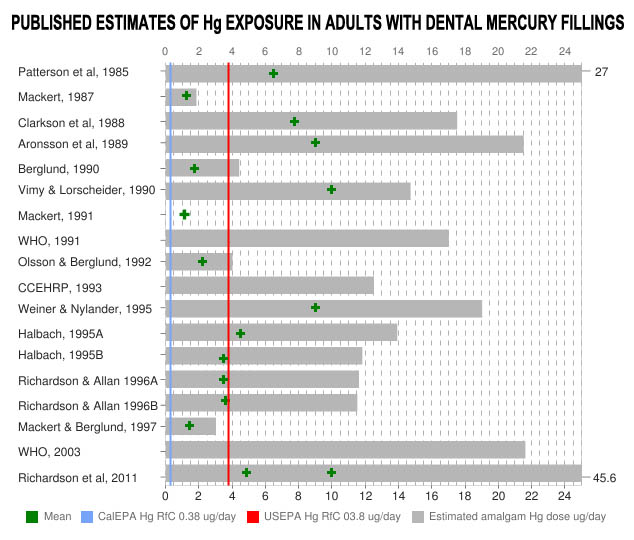 PUBLISHED ESTIMATES OF Hg EXPOSURE IN ADULTS WITH DENTAL MERCURY FILLINGS
0 2 4 6 8 10 12 14 16 18 20 22 24
Patterson et al, 1985 27
Mackert, 1987
Clarkson et al, 1988
Aronsson et al, 1989
Berglund, 1990
Vimy & Lorscheider, 1990
Mackert, 1991
WHO, 1991
Olsson & Berglund, 1992
CCEHRP, 1993
Weiner & Nylander, 1995
Halbach, 1995A
Halbach, 1995B
Richardson & Allan 1996A
Richardson & Allan 1996B
Mackert & Berglund, 1997
WHO, 2003
Richardson et al, 2011 45.6
0 2 4 6 8 10 12 14 16 18 20 22 24
Mean CalEPA Hg RfC 0.38 ug/day USEPA Hg RfC 03.8 ug/day Estimated amalgam Hg dose ug/day